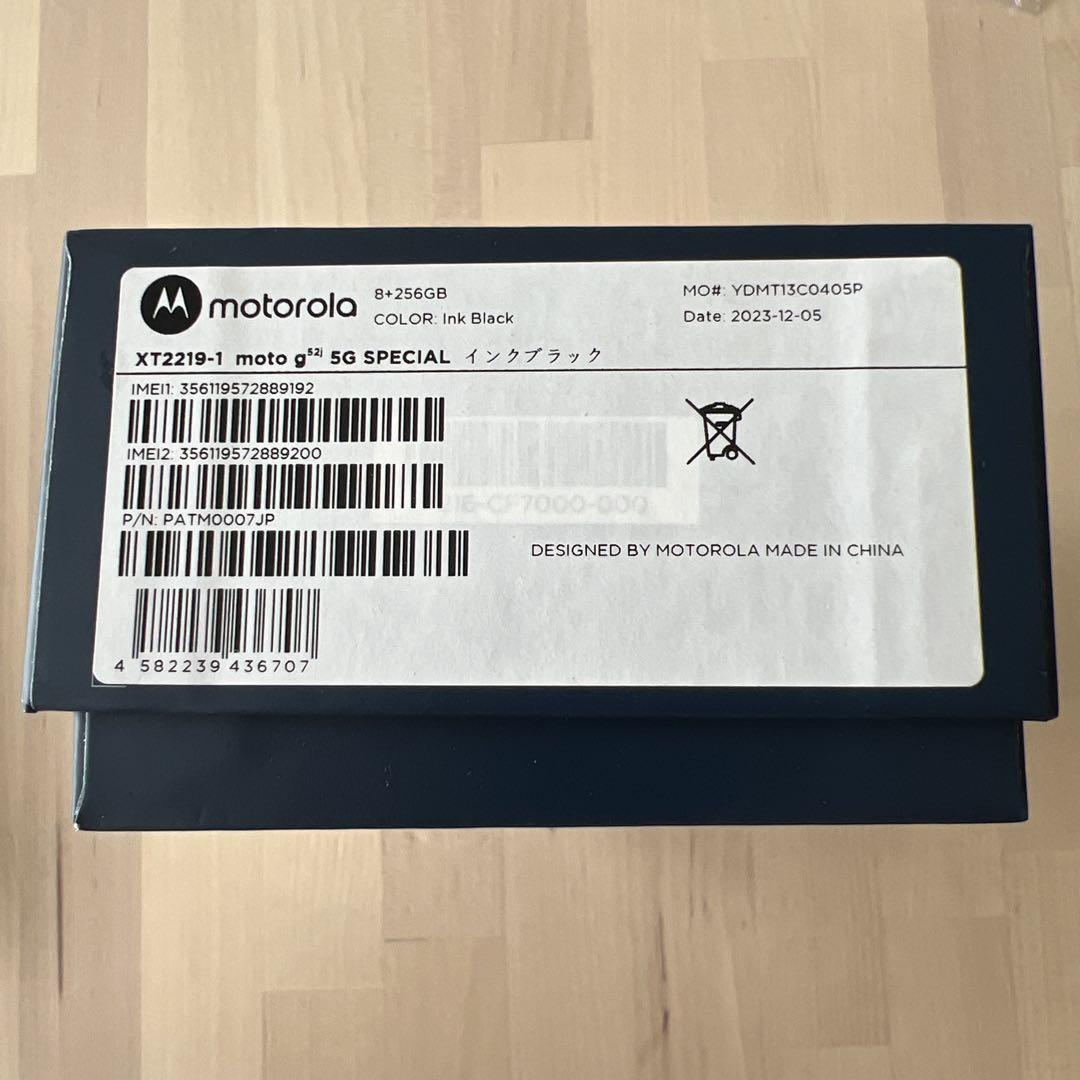 motorola
8+256GB
COLOR: Ink Black
MO#: YDMT13C0405P
Date: 2023-12-05
XT2219-1 moto g52j 5G SPECIAL インクブラック
IMEI1: 356119572889192
IMEI2: 356119572889200
P/N: PATM0007JP
-CF7000-000
DESIGNED BY MOTOROLA MADE IN CHINA
4 582239 436707